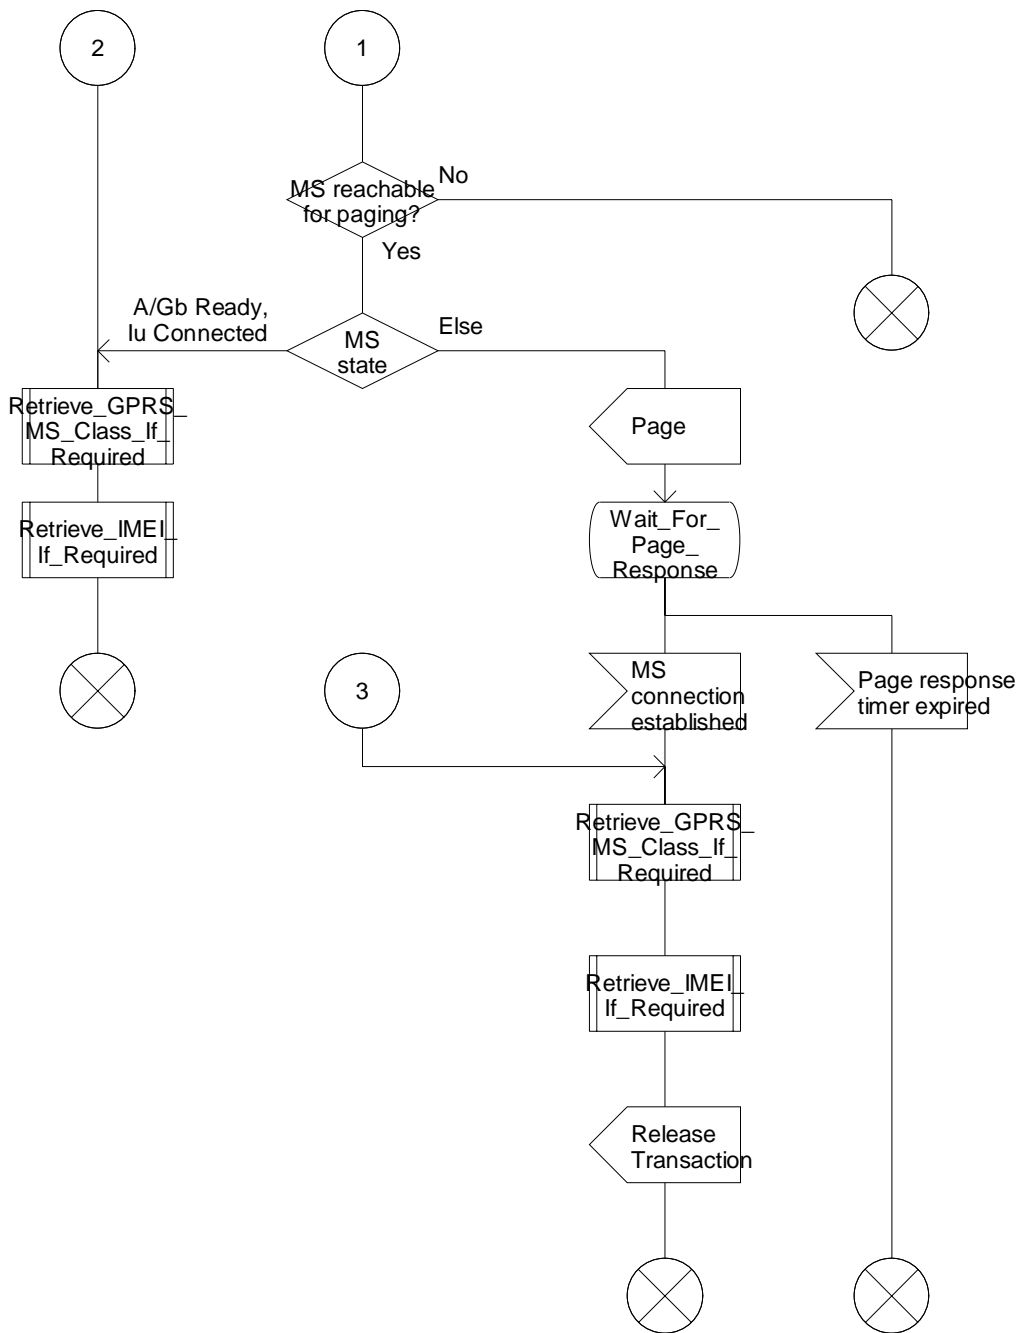 2
1
MS reachable
for paging?
No
Yes
A/Gb Ready,
Iu Connected
MS
state
Else
Retrieve_GPRS_
MS_Class_If_
Required
Page
Retrieve_IMEI_
If_Required
Wait_For_
Page_
Response
3
MS
connection
established
Page response
timer expired
Retrieve_GPRS_
MS_Class_If_
Required
Retrieve_IMEI_
If_Required
Release
Transaction